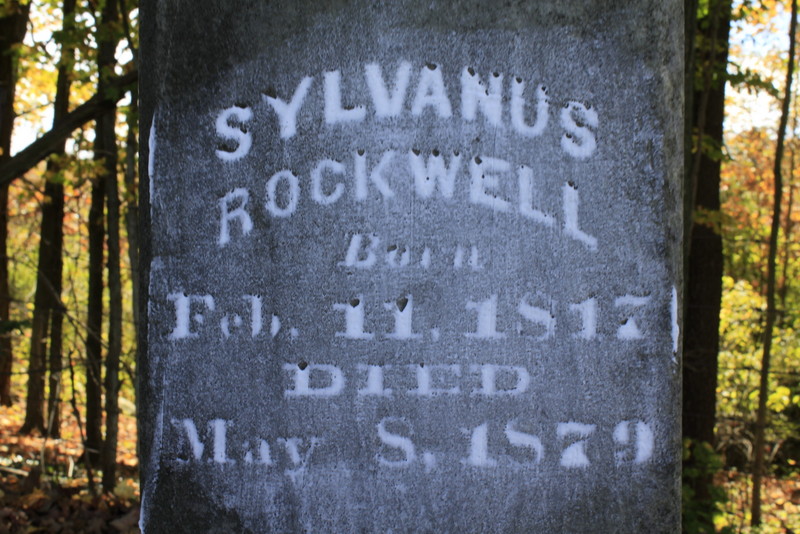 SYLVANUS
ROCKWELL
Born
Feb. 11, 1817
DIED
May 8, 1879